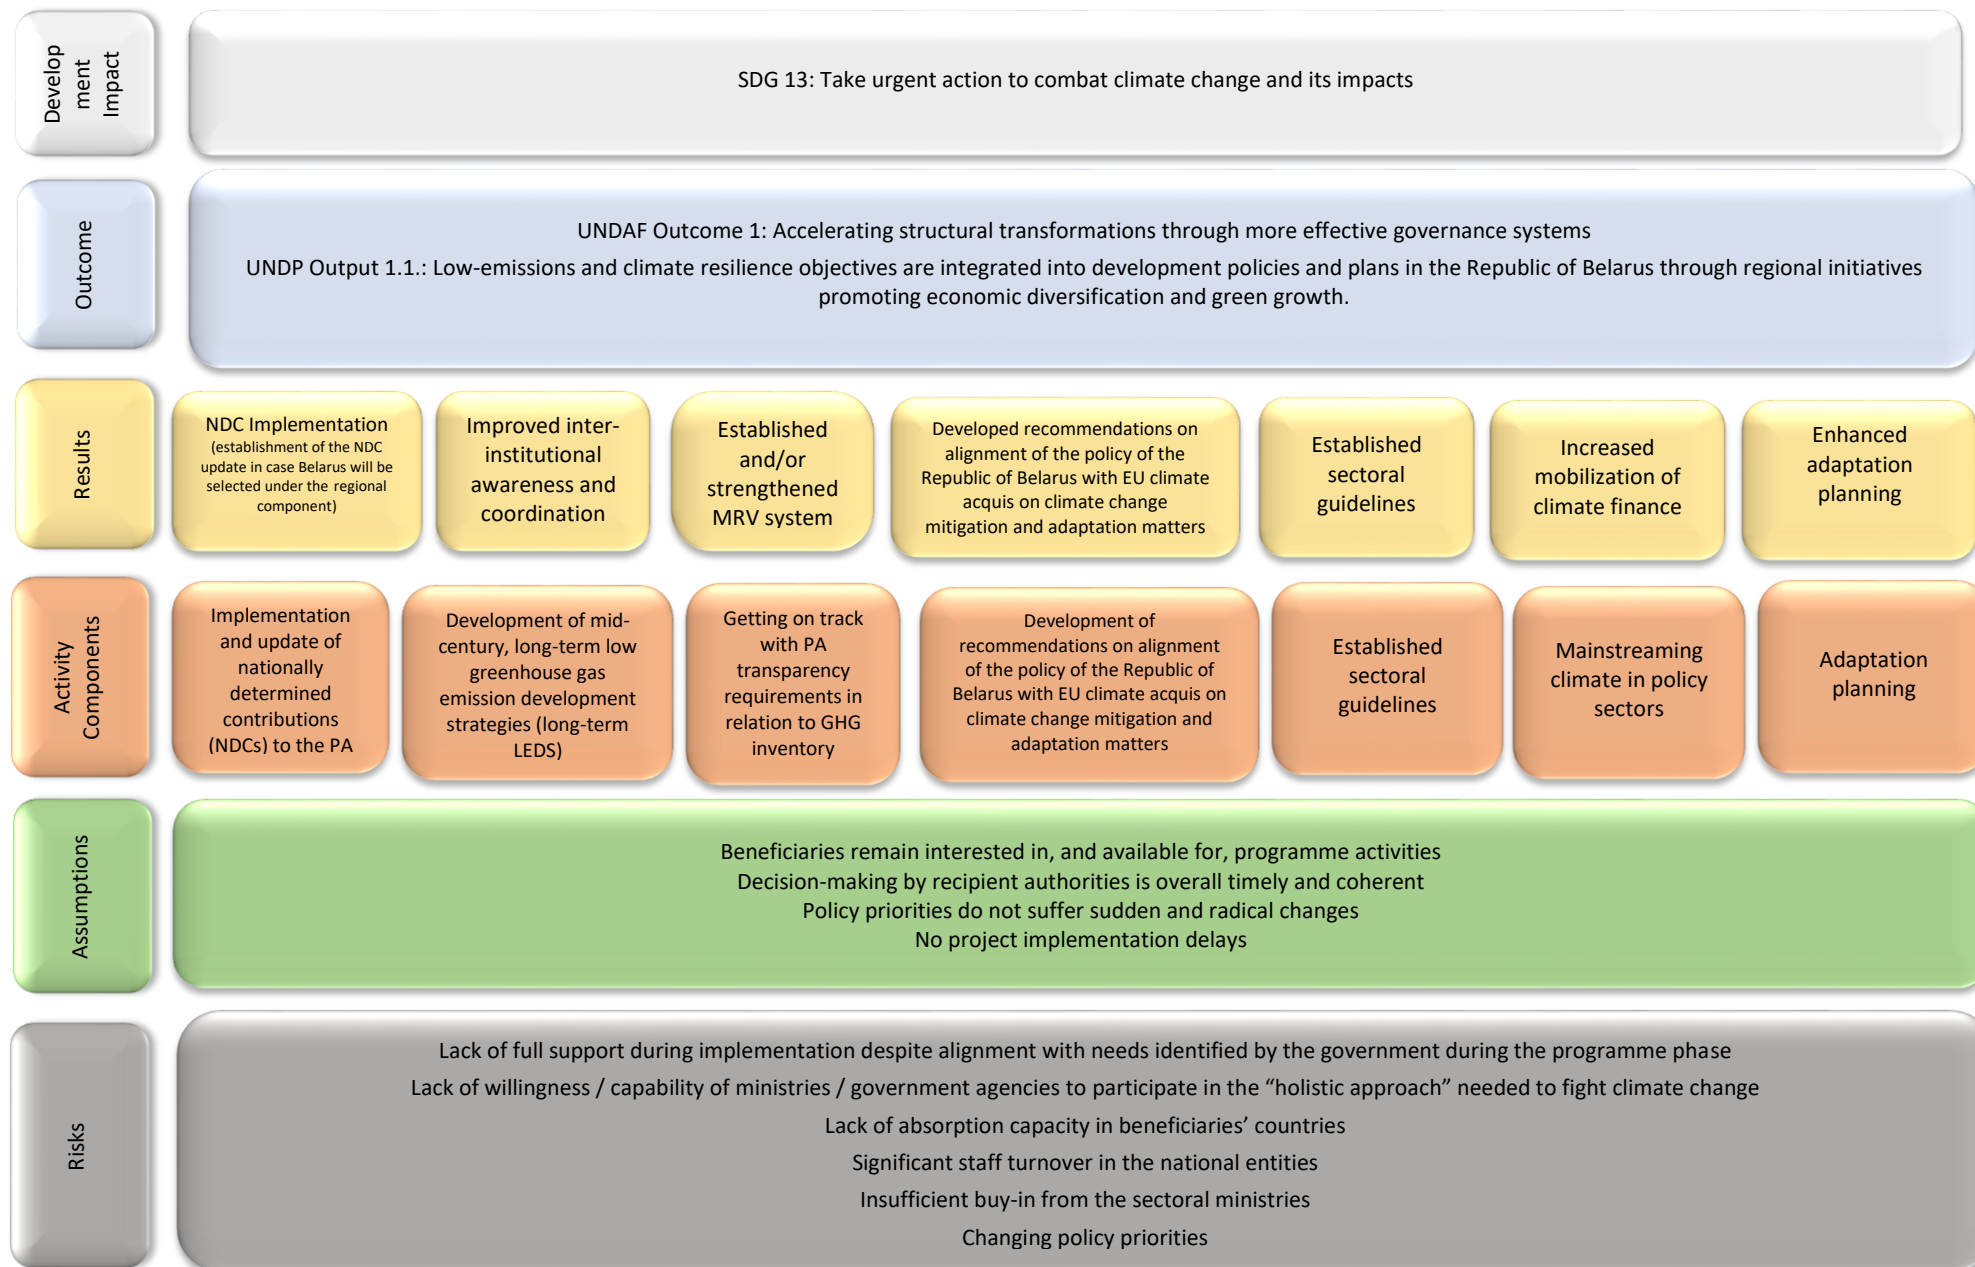 Develop
ment
Impact
SDG 13: Take urgent action to combat climate change and its impacts
Outcome
UNDAF Outcome 1: Accelerating structural transformations through more effective governance systems
UNDP Output 1.1.: Low-emissions and climate resilience objectives are integrated into development policies and plans in the Republic of Belarus through regional initiatives
promoting economic diversification and green growth.
Results
NDC Implementation
(establishment of the NDC
update in case Belarus will be
selected under the regional
component)
Improved inter-
institutional
awareness and
coordination
Established
and/or
strengthened
MRV system
Developed recommendations on
alignment of the policy of the
Republic of Belarus with EU climate
acquis on climate change
mitigation and adaptation matters
Established
sectoral
guidelines
Increased
mobilization of
climate finance
Enhanced
adaptation
planning
Activity
Components
Implementation
and update of
nationally
determined
contributions
(NDCs) to the PA
Development of mid-
century, long-term low
greenhouse gas
emission development
strategies (long-term
LEDS)
Getting on track
with PA
transparency
requirements in
relation to GHG
inventory
Development of
recommendations on alignment
of the policy of the Republic of
Belarus with EU climate acquis on
climate change mitigation and
adaptation matters
Established
sectoral
guidelines
Mainstreaming
climate in policy
sectors
Adaptation
planning
Assumptions
Beneficiaries remain interested in, and available for, programme activities
Decision-making by recipient authorities is overall timely and coherent
Policy priorities do not suffer sudden and radical changes
No project implementation delays
Risks
Lack of full support during implementation despite alignment with needs identified by the government during the programme phase
Lack of willingness / capability of ministries / government agencies to participate in the “holistic approach” needed to fight climate change
Lack of absorption capacity in beneficiaries’ countries
Significant staff turnover in the national entities
Insufficient buy-in from the sectoral ministries
Changing policy priorities